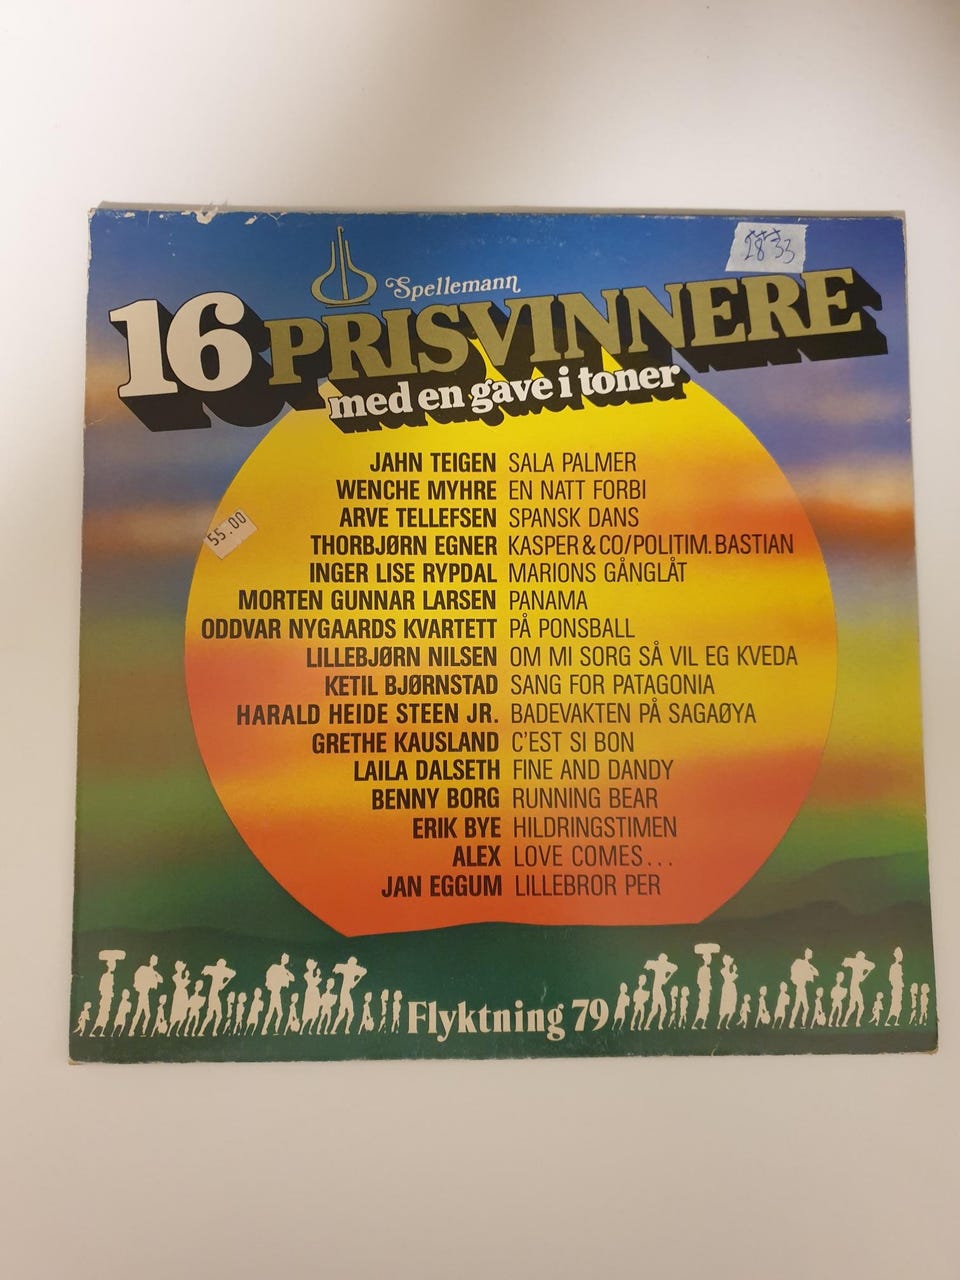 28 33
Spellemann
16 PRISVINNERE
med en gave i toner
JAHN TEIGEN SALA PALMER
WENCHE MYHRE EN NATT FORBI
ARVE TELLEFSEN SPANSK DANS
55.00
THORBJØRN EGNER KASPER & CO/POLITIM. BASTIAN
INGER LISE RYPDAL MARIONS GÅNGLÅT
MORTEN GUNNAR LARSEN PANAMA
ODDVAR NYGAARDS KVARTETT PÅ PONSBALL
LILLEBJØRN NILSEN OM MI SORG SÅ VIL EG KVEDA
KETIL BJØRNSTAD SANG FOR PATAGONIA
HARALD HEIDE STEEN JR. BADEVAKTEN PÅ SAGAØYA
GRETHE KAUSLAND C'EST SI BON
LAILA DALSETH FINE AND DANDY
BENNY BORG RUNNING BEAR
ERIK BYE HILDRINGSTIMEN
ALEX LOVE COMES...
JAN EGGUM LILLEBROR PER
Flyktning 79